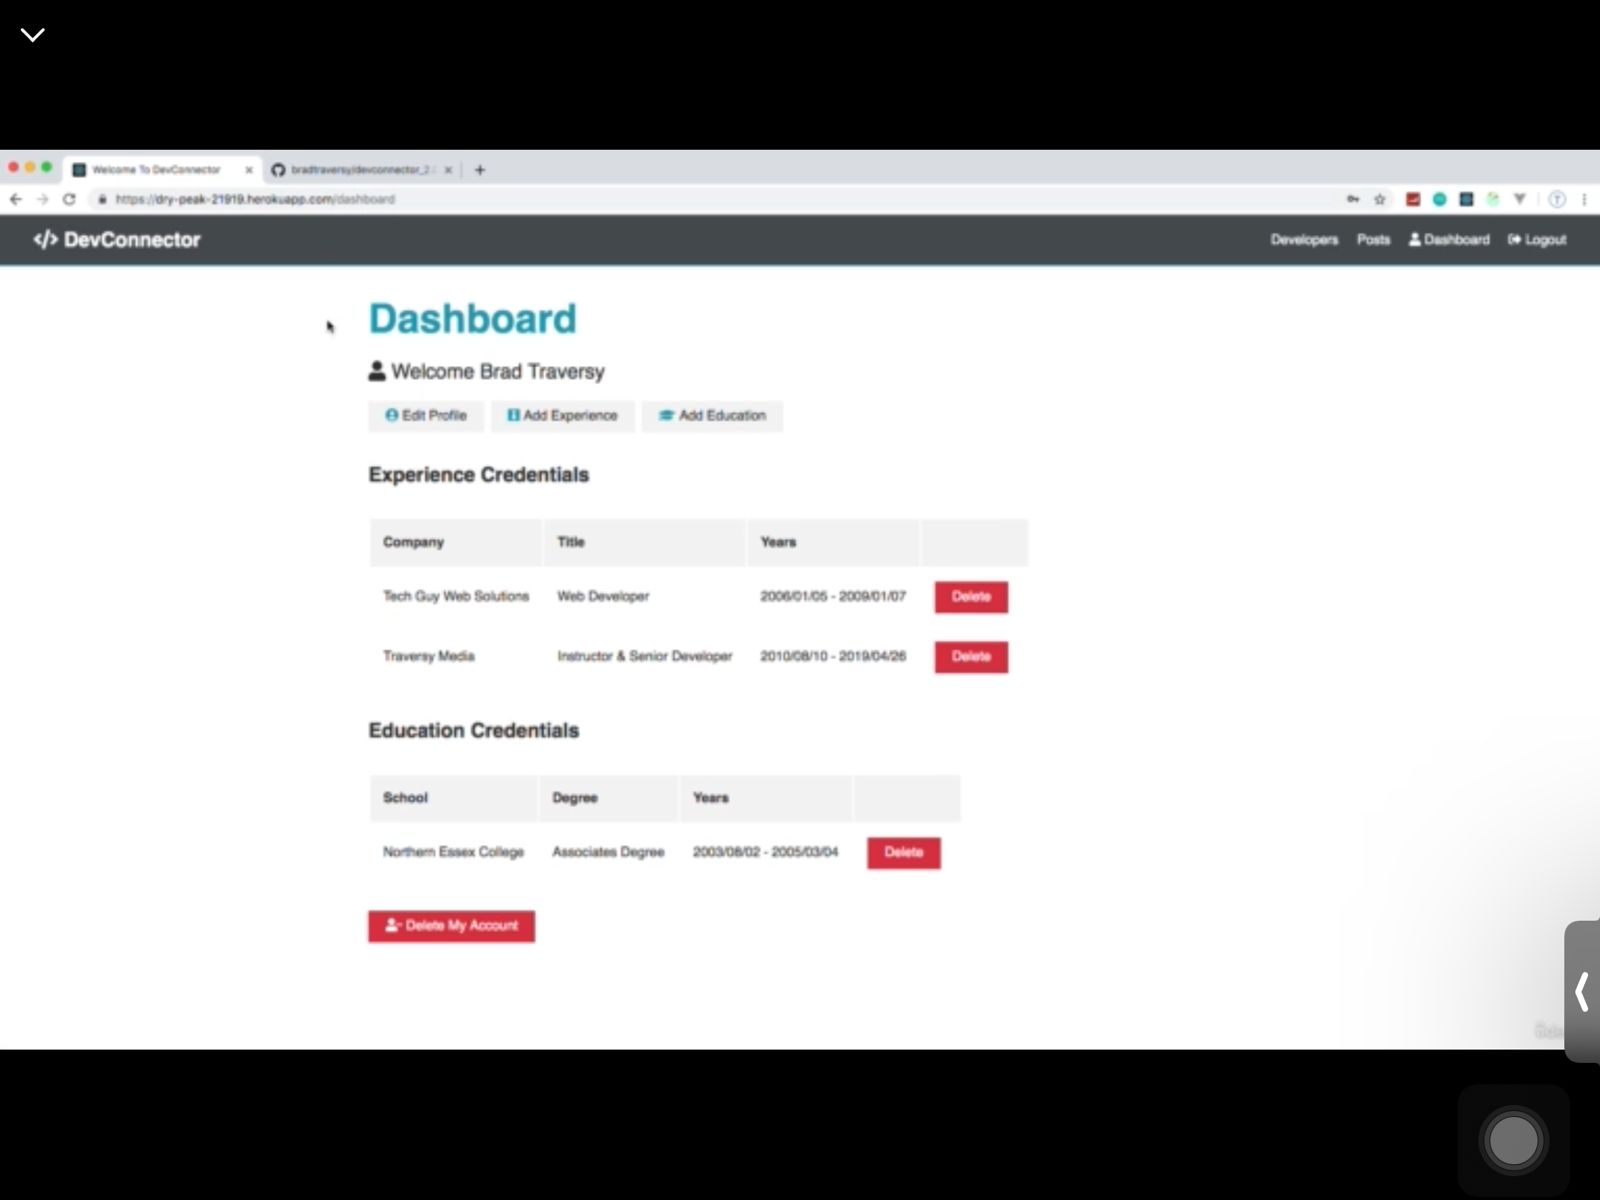 Welcome To DevConnector
bradtraversy/devconnector_2
https://dry-peak-21919.herokuapp.com/dashboard
</> DevConnector
Developers Posts Dashboard Logout
Dashboard
Welcome Brad Traversy
Edit Profile Add Experience Add Education
Experience Credentials
Company Title Years
Tech Guy Web Solutions Web Developer 2006/01/05 - 2009/01/07 Delete
Traversy Media Instructor & Senior Developer 2010/08/10 - 2019/04/26 Delete
Education Credentials
School Degree Years
Northern Essex College Associates Degree 2003/08/02 - 2005/03/04 Delete
Delete My Account